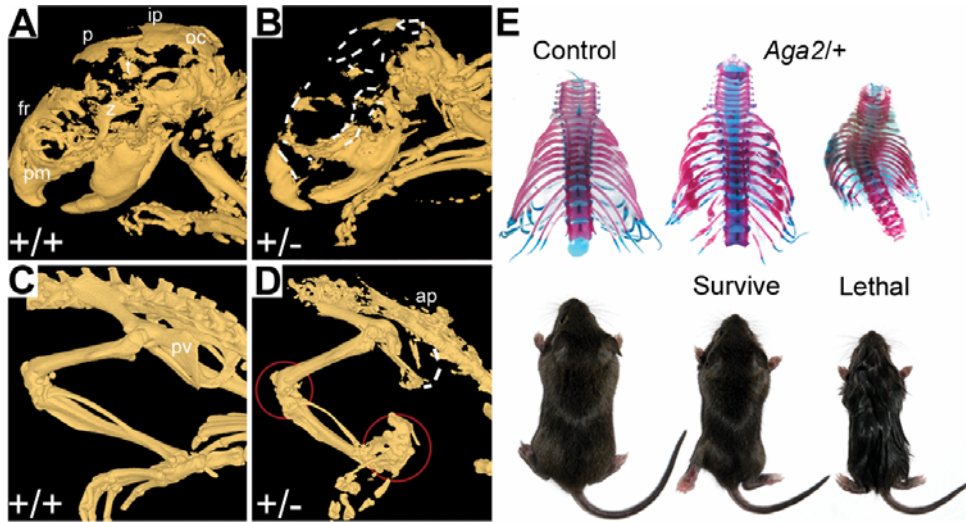 A
ip
p
oc
t
fr
z
pm
+/+
B
+/-
C
pv
+/+
D
ap
+/-
E
Control
Aga2/+
Survive
Lethal